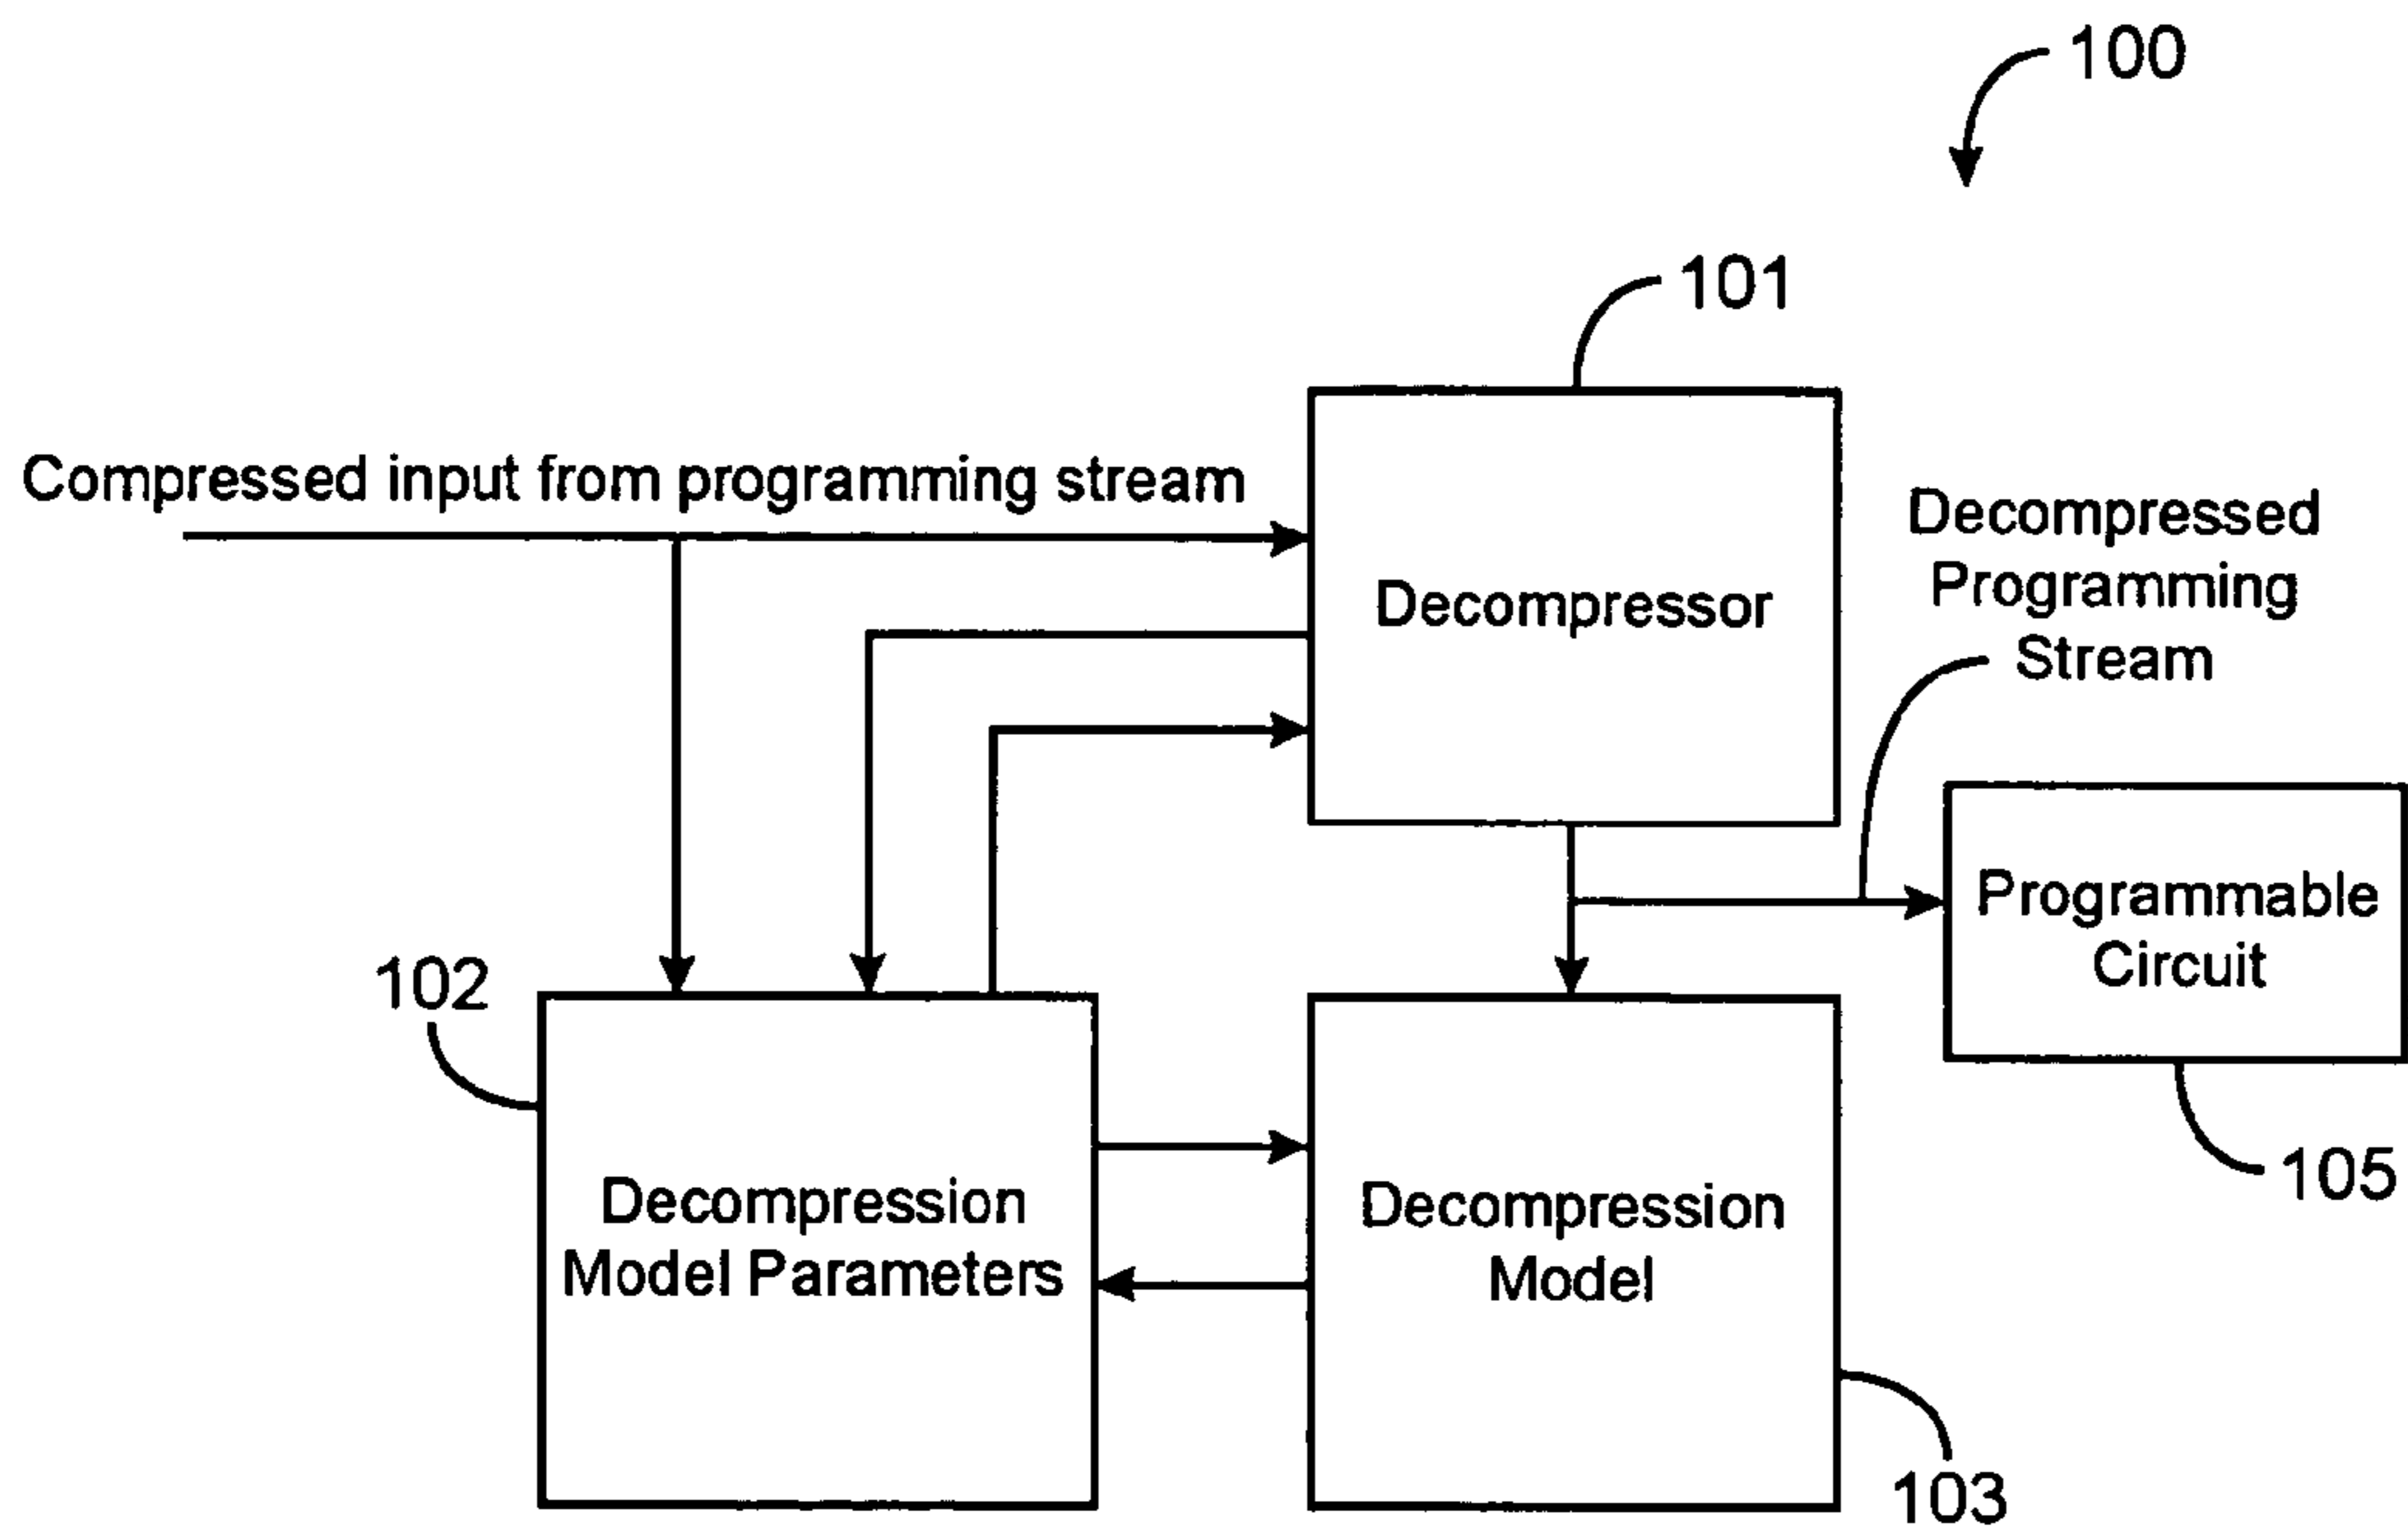 100
101
Compressed input from programming stream
Decompressed
Programming
Stream
Decompressor
Programmable
Circuit
102
105
Decompression
Model Parameters
Decompression
Model
103